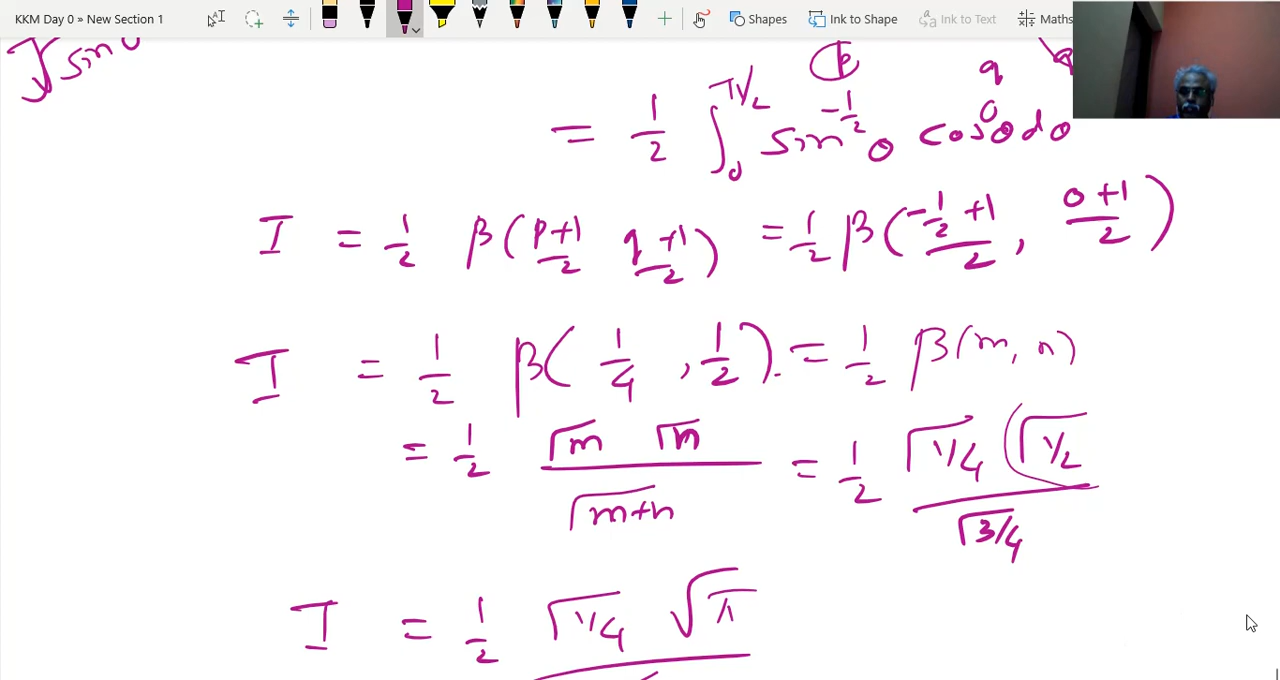 KKM Day 0 » New Section 1
Shapes
Ink to Shape
Ink to Text
Maths
∫ sin θ
p q
= 1/2 ∫₀^π/2 sin^-1/2 θ cos^0 θ dθ
I = 1/2 β(p+1/2 q+1/2) = 1/2 β(-1/2+1/2, 0+1/2)
I = 1/2 β(1/4, 1/2). = 1/2 β(m, n)
= 1/2 Γm Γn / Γm+n = 1/2 Γ1/4 (Γ1/2 / Γ3/4
I = 1/2 Γ1/4 √π